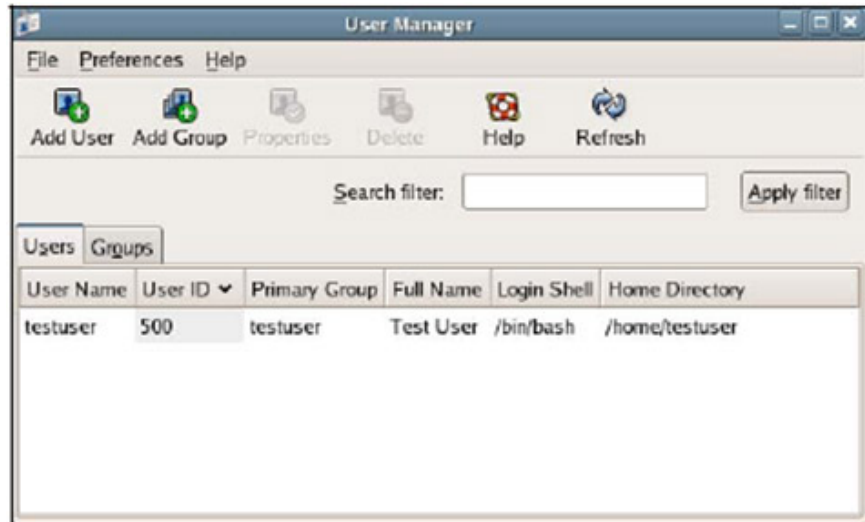 User Manager
File Preferences Help
Add User Add Group Properties Delete Help Refresh
Search filter: Apply filter
Users Groups
User Name User ID Primary Group Full Name Login Shell Home Directory
testuser 500 testuser Test User /bin/bash /home/testuser